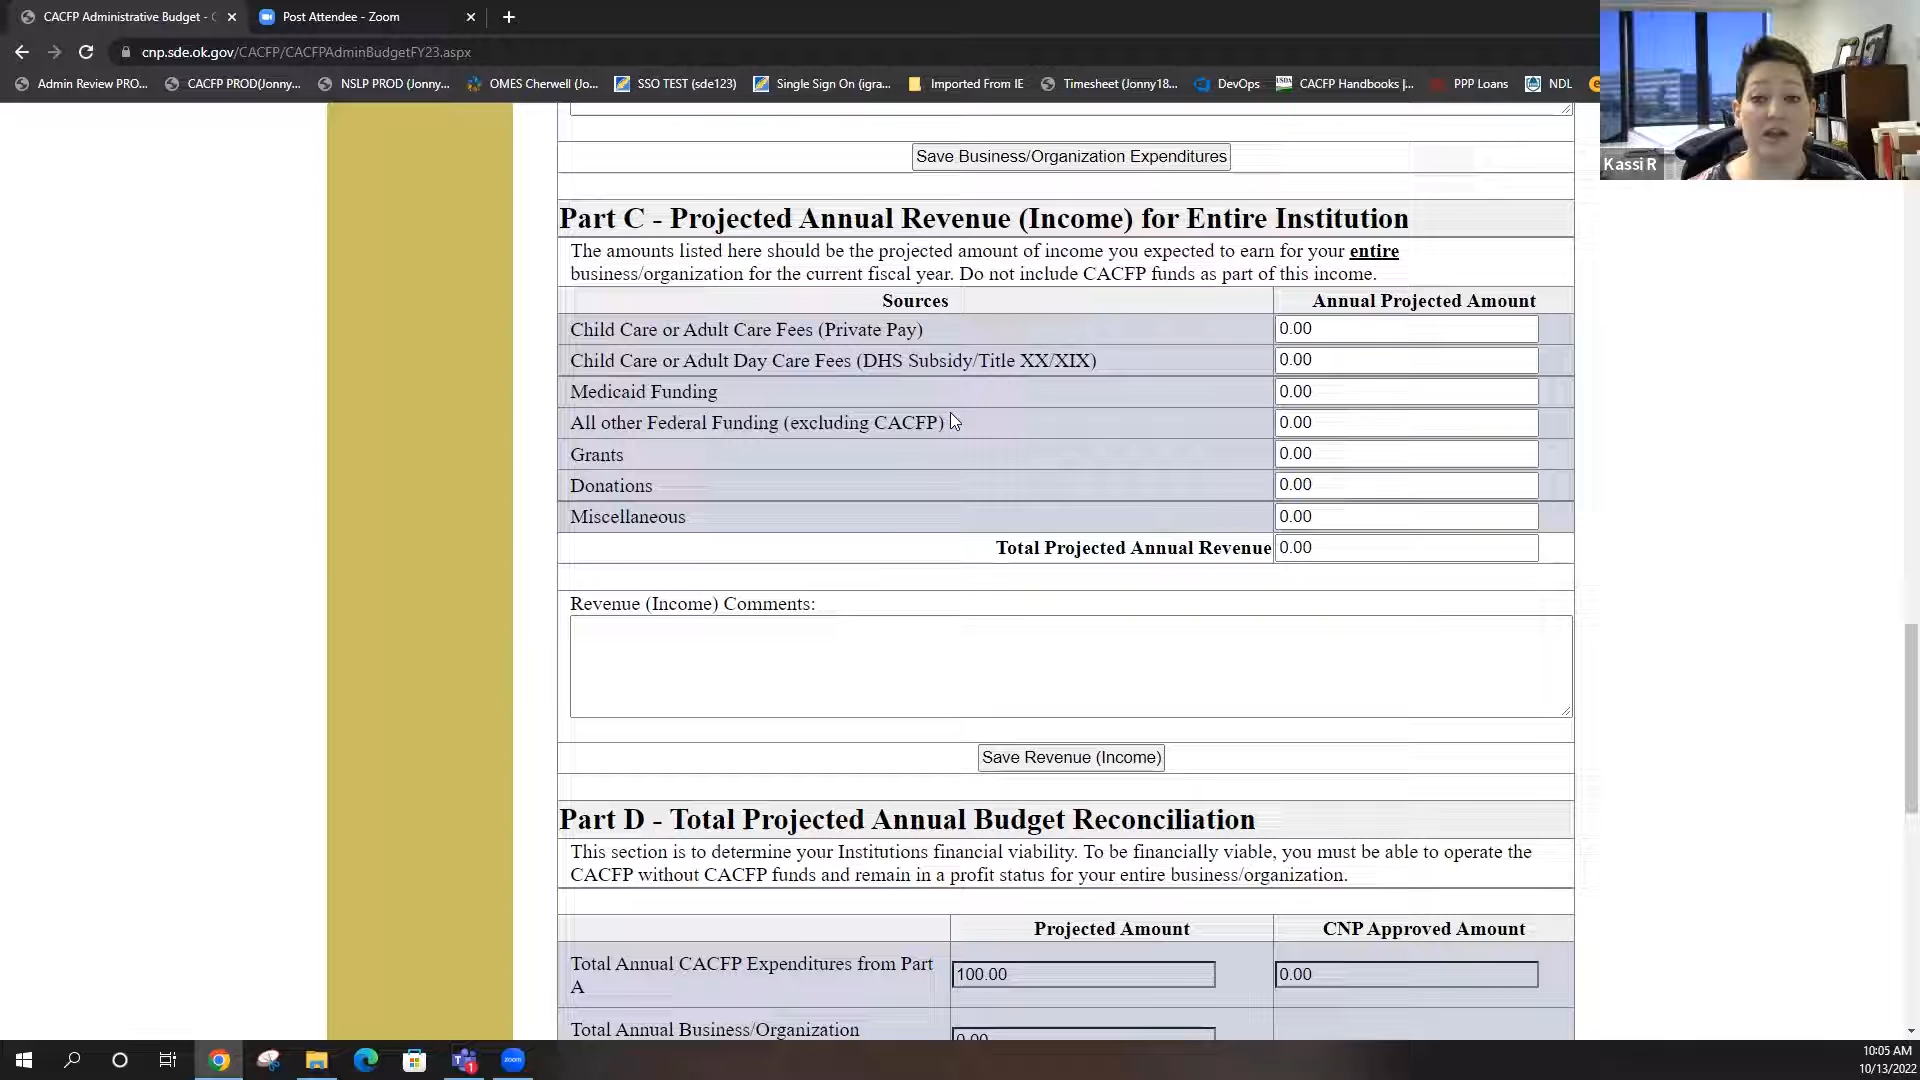 CACFP Administrative Budget - 
Post Attendee - Zoom
cnp.sde.ok.gov/CACFP/CACFPAdminBudgetFY23.aspx
Admin Review PRO...
CACFP PROD(Jonny...
NSLP PROD (Jonny...
OMES Cherwell (Jo...
SSO TEST (sde123)
Single Sign On (igra...
Imported From IE
Timesheet (Jonny18...
DevOps
CACFP Handbooks |...
PPP Loans
NDL
Kassi R
Save Business/Organization Expenditures
Part C - Projected Annual Revenue (Income) for Entire Institution
The amounts listed here should be the projected amount of income you expected to earn for your entire
business/organization for the current fiscal year. Do not include CACFP funds as part of this income.
Sources Annual Projected Amount
Child Care or Adult Care Fees (Private Pay) 0.00
Child Care or Adult Day Care Fees (DHS Subsidy/Title XX/XIX) 0.00
Medicaid Funding 0.00
All other Federal Funding (excluding CACFP) 0.00
Grants 0.00
Donations 0.00
Miscellaneous 0.00
Total Projected Annual Revenue 0.00
Revenue (Income) Comments:
Save Revenue (Income)
Part D - Total Projected Annual Budget Reconciliation
This section is to determine your Institutions financial viability. To be financially viable, you must be able to operate the
CACFP without CACFP funds and remain in a profit status for your entire business/organization.
Projected Amount CNP Approved Amount
Total Annual CACFP Expenditures from Part
A
100.00 0.00
Total Annual Business/Organization
0.00
zoom
1
10:05 AM
10/13/2022